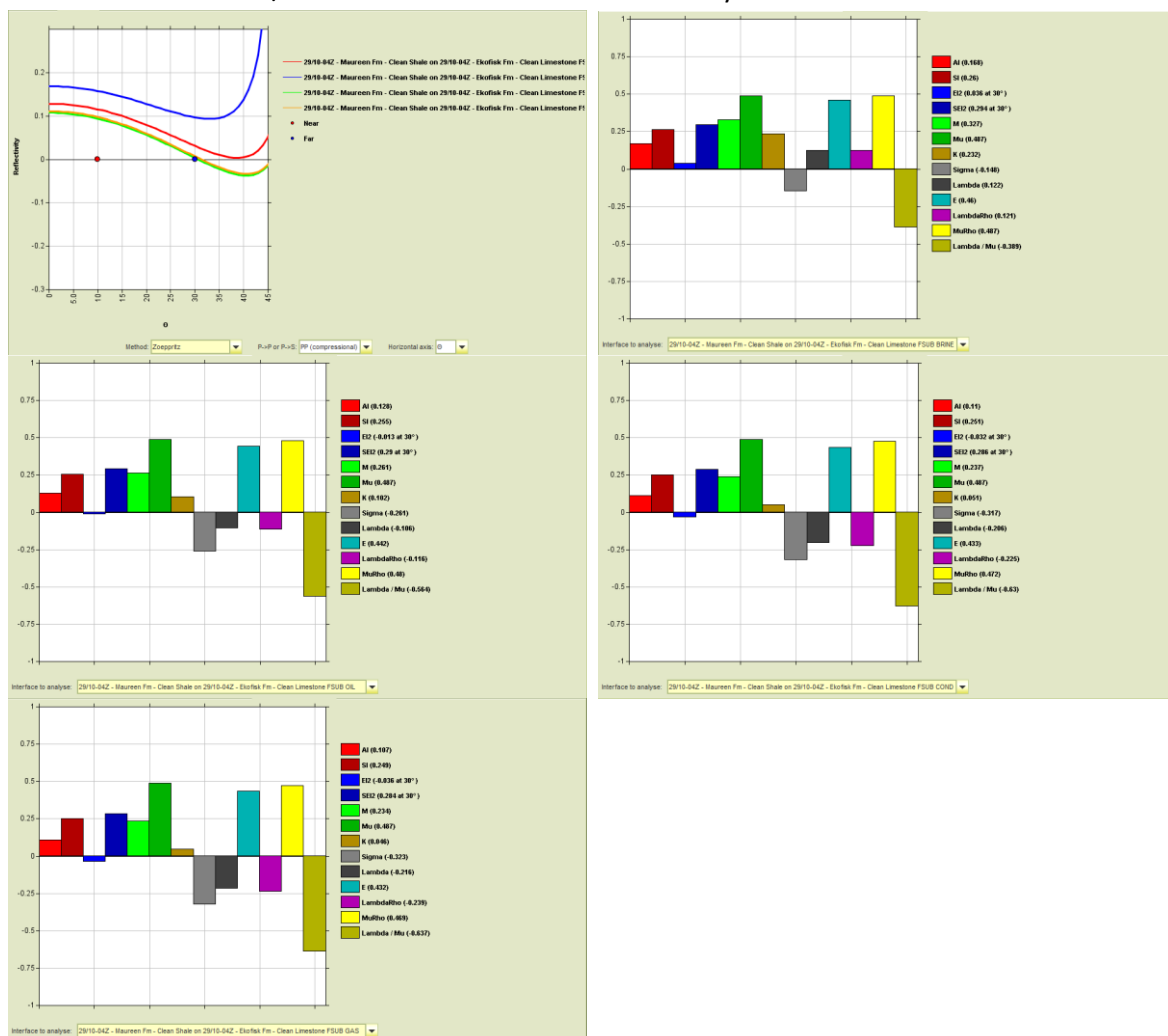 0.2
0.1
0
-0.1
-0.2
-0.3
Reflectivity
0
5.0
10
15
20
25
30
35
40
45
29/10-04Z - Maureen Fm - Clean Shale on 29/10-04Z - Ekofisk Fm - Clean Limestone FS
29/10-04Z - Maureen Fm - Clean Shale on 29/10-04Z - Ekofisk Fm - Clean Limestone FS
29/10-04Z - Maureen Fm - Clean Shale on 29/10-04Z - Ekofisk Fm - Clean Limestone FS
29/10-04Z - Maureen Fm - Clean Shale on 29/10-04Z - Ekofisk Fm - Clean Limestone FS
Near
Far
Method: Zoeppritz P->P or P->S: PP (compressional) Horizontal axis: Θ
1
0.75
0.5
0.25
0
-0.25
-0.5
-0.75
-1
AI (0.168)
SI (0.26)
EI2 (0.036 at 30°)
SEI2 (0.294 at 30°)
M (0.327)
Mu (0.487)
K (0.232)
Sigma (-0.148)
Lambda (0.122)
E (0.46)
LambdaRho (0.121)
MuRho (0.487)
Lambda / Mu (-0.389)
Interface to analyse: 29/10-04Z - Maureen Fm - Clean Shale on 29/10-04Z - Ekofisk Fm - Clean Limestone FSUB BRINE
1
0.75
0.5
0.25
0
-0.25
-0.5
-0.75
-1
AI (0.128)
SI (0.255)
EI2 (-0.013 at 30°)
SEI2 (0.29 at 30°)
M (0.261)
Mu (0.487)
K (0.102)
Sigma (-0.261)
Lambda (-0.106)
E (0.442)
LambdaRho (-0.116)
MuRho (0.48)
Lambda / Mu (-0.564)
Interface to analyse: 29/10-04Z - Maureen Fm - Clean Shale on 29/10-04Z - Ekofisk Fm - Clean Limestone FSUB OIL
1
0.75
0.5
0.25
0
-0.25
-0.5
-0.75
-1
AI (0.11)
SI (0.251)
EI2 (-0.032 at 30°)
SEI2 (0.286 at 30°)
M (0.237)
Mu (0.487)
K (0.051)
Sigma (-0.317)
Lambda (-0.206)
E (0.433)
LambdaRho (-0.225)
MuRho (0.472)
Lambda / Mu (-0.63)
Interface to analyse: 29/10-04Z - Maureen Fm - Clean Shale on 29/10-04Z - Ekofisk Fm - Clean Limestone FSUB COND
1
0.75
0.5
0.25
0
-0.25
-0.5
-0.75
-1
AI (0.107)
SI (0.249)
EI2 (-0.036 at 30°)
SEI2 (0.284 at 30°)
M (0.234)
Mu (0.487)
K (0.046)
Sigma (-0.323)
Lambda (-0.216)
E (0.432)
LambdaRho (-0.239)
MuRho (0.469)
Lambda / Mu (-0.637)
Interface to analyse: 29/10-04Z - Maureen Fm - Clean Shale on 29/10-04Z - Ekofisk Fm - Clean Limestone FSUB GAS